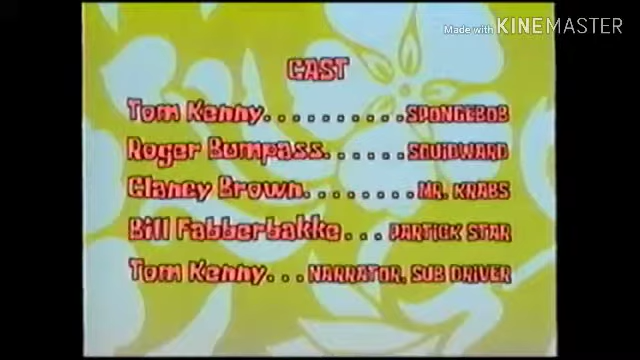 Made with KINEMASTER
CAST
Tom Kenny..........SPONGEBOB
Roger Bumpass......SQUIDWARD
Clancy Brown........MR. KRABS
Bill Fabberbakke...PARTICK STAR
Tom Kenny...NARRATOR, SUB DRIVER